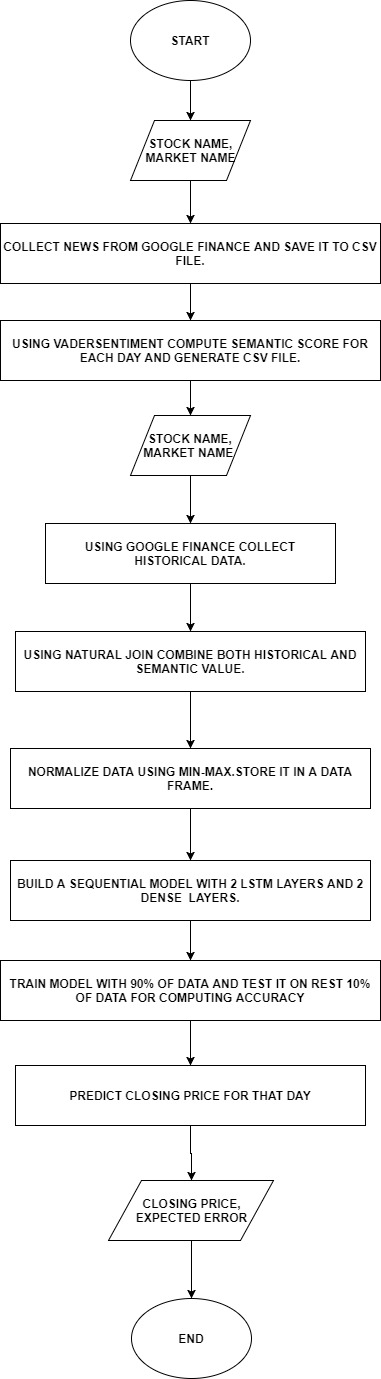 START
STOCK NAME,
MARKET NAME
COLLECT NEWS FROM GOOGLE FINANCE AND SAVE IT TO CSV
FILE.
USING VADERSENTIMENT COMPUTE SEMANTIC SCORE FOR
EACH DAY AND GENERATE CSV FILE.
STOCK NAME,
MARKET NAME
USING GOOGLE FINANCE COLLECT
HISTORICAL DATA.
USING NATURAL JOIN COMBINE BOTH HISTORICAL AND
SEMANTIC VALUE.
NORMALIZE DATA USING MIN-MAX.STORE IT IN A DATA
FRAME.
BUILD A SEQUENTIAL MODEL WITH 2 LSTM LAYERS AND 2
DENSE LAYERS.
TRAIN MODEL WITH 90% OF DATA AND TEST IT ON REST 10%
OF DATA FOR COMPUTING ACCURACY
PREDICT CLOSING PRICE FOR THAT DAY
CLOSING PRICE,
EXPECTED ERROR
END